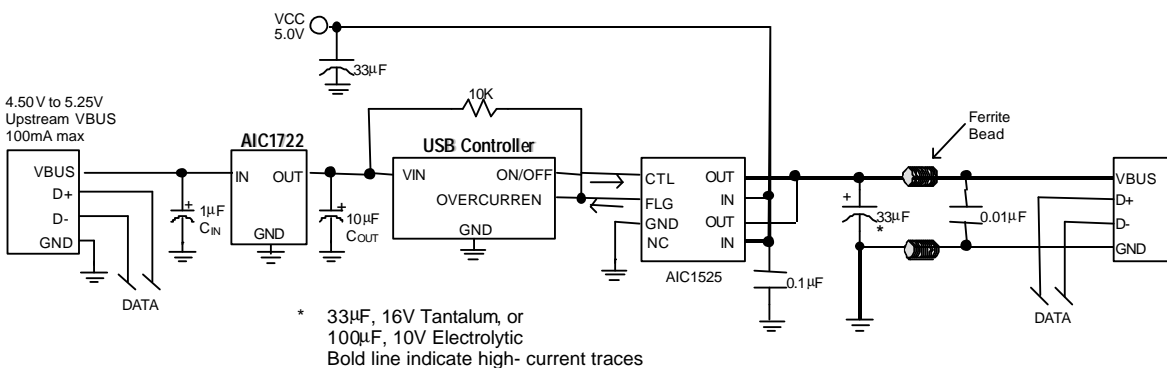 VCC
5.0V
33µF
4.50V to 5.25V
Upstream VBUS
100mA max
VBUS
D+
D-
GND
DATA
1µF
CIN
AIC1722
IN
OUT
GND
10µF
COUT
10K
USB Controller
VIN
ON/OFF
OVERCURREN
GND
CTL
FLG
GND
NC
OUT
IN
OUT
IN
AIC1525
0.1µF
33µF
*
Ferrite
Bead
0.01µF
VBUS
D+
D-
GND
DATA
* 33µF, 16V Tantalum, or
100µF, 10V Electrolytic
Bold line indicate high- current traces